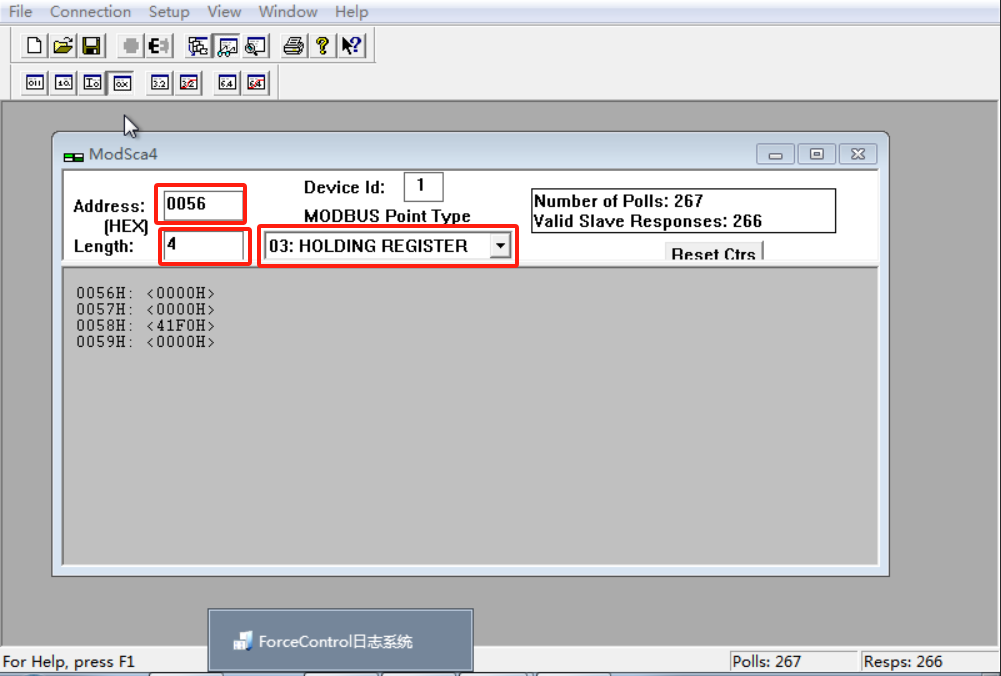 File Connection Setup View Window Help
ModSca4
Device Id: 1
Address: 0056
(HEX)
MODBUS Point Type
Length: 4
03: HOLDING REGISTER
Number of Polls: 267
Valid Slave Responses: 266
Reset Ctrs
0056H: <0000H>
0057H: <0000H>
0058H: <41F0H>
0059H: <0000H>
ForceControl日志系统
For Help, press F1
Polls: 267
Resps: 266